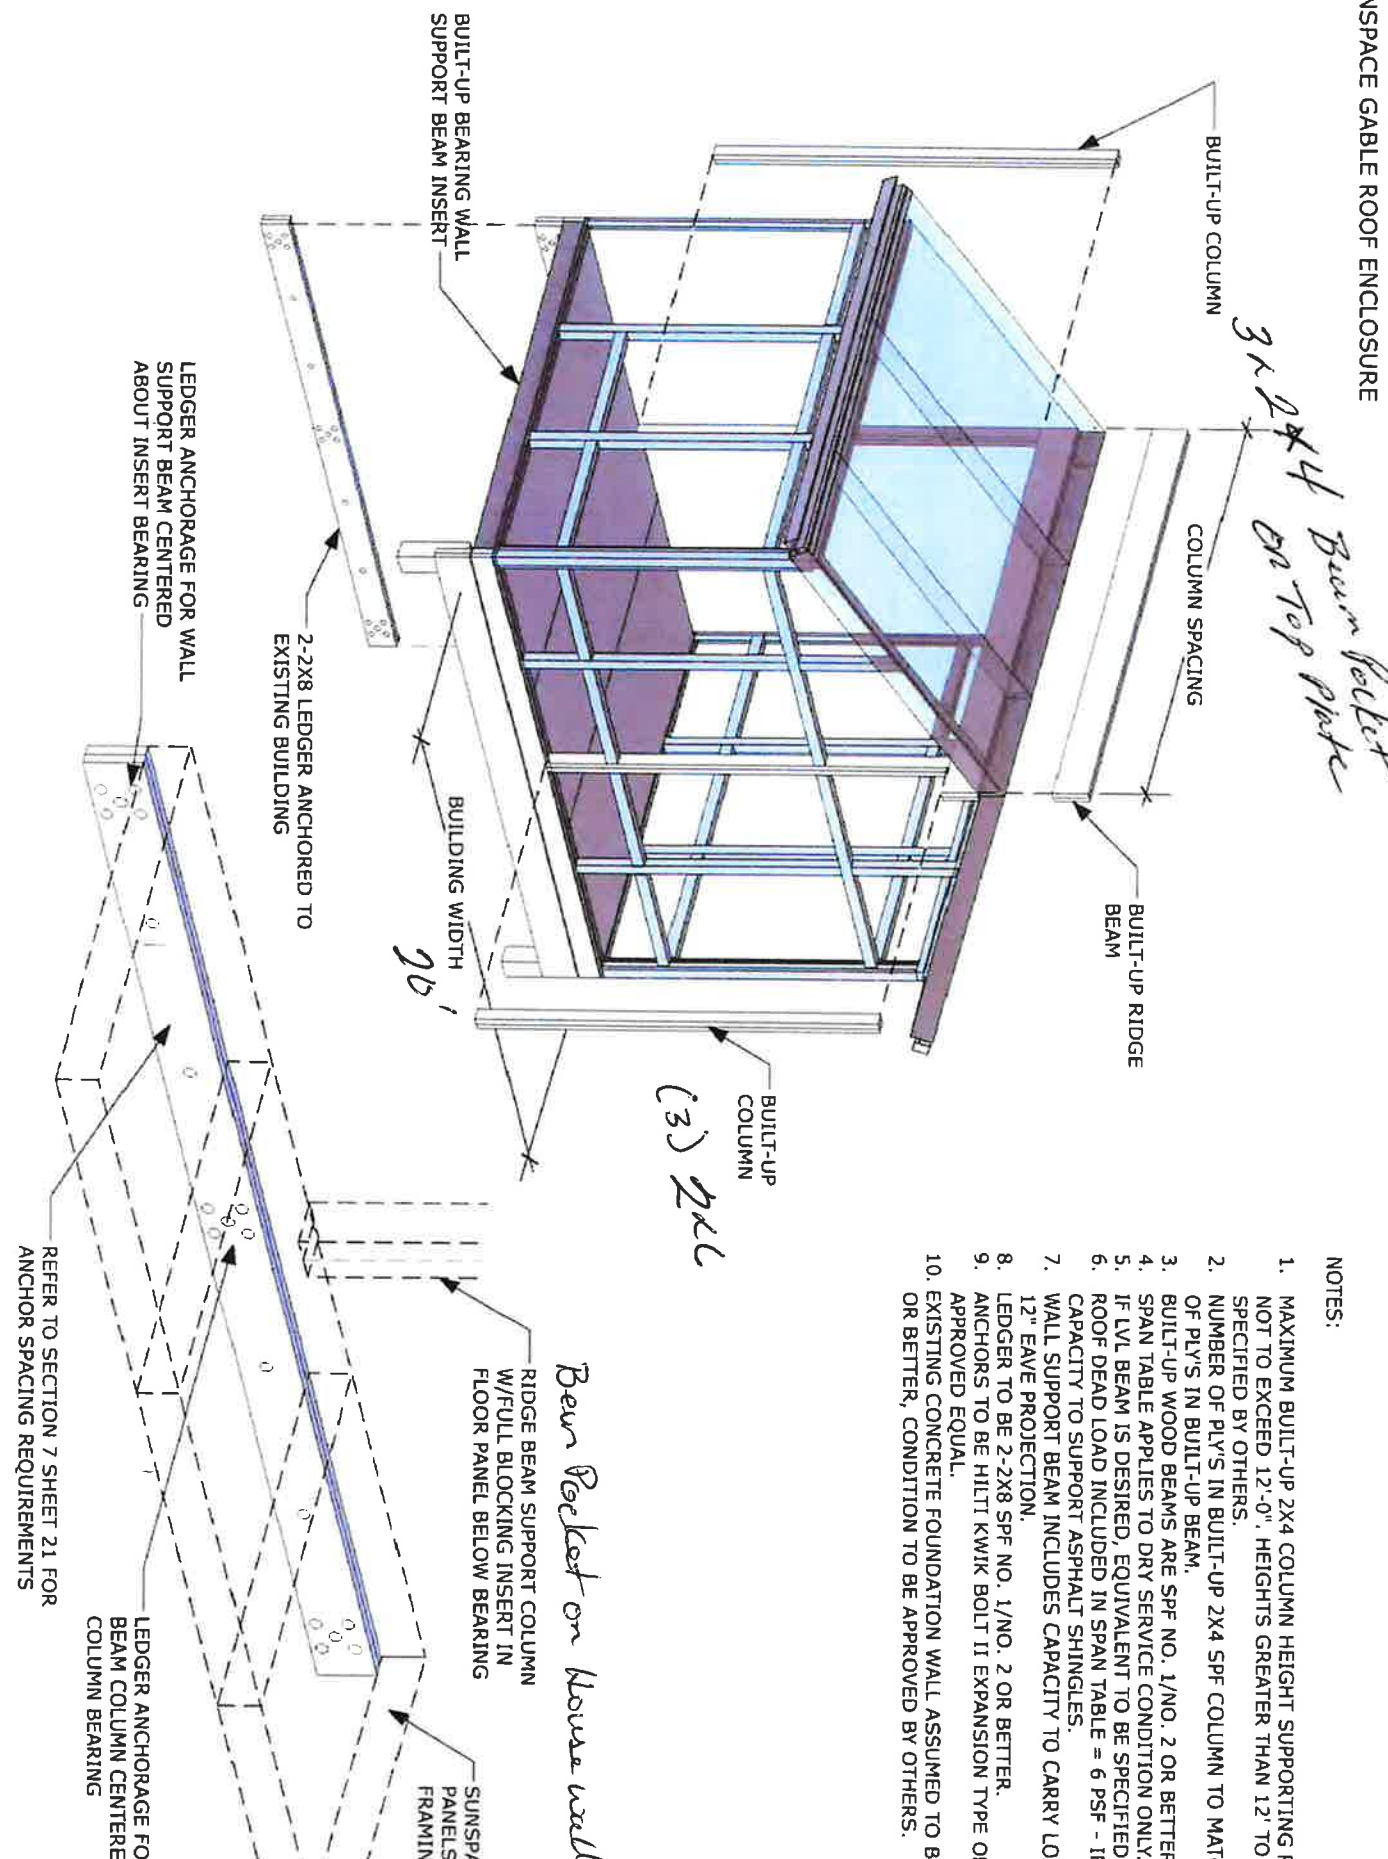 NSPACE GABLE ROOF ENCLOSURE
BUILT-UP COLUMN
3 x 2x4 Beam Pocket
on Top Plate
COLUMN SPACING
BUILT-UP RIDGE
BEAM
BUILT-UP BEARING WALL
SUPPORT BEAM INSERT
BUILDING WIDTH
20'
BUILT-UP
COLUMN
(3) 2x6
2-2X8 LEDGER ANCHORED TO
EXISTING BUILDING
LEDGER ANCHORAGE FOR WALL
SUPPORT BEAM CENTERED
ABOUT INSERT BEARING
Beam Pocket on House wall
RIDGE BEAM SUPPORT COLUMN
W/FULL BLOCKING INSERT IN
FLOOR PANEL BELOW BEARING
REFER TO SECTION 7 SHEET 21 FOR
ANCHOR SPACING REQUIREMENTS
LEDGER ANCHORAGE FO
BEAM COLUMN CENTERE
COLUMN BEARING
SUNSPA
PANELS
FRAMIN
NOTES:
1. MAXIMUM BUILT-UP 2X4 COLUMN HEIGHT SUPPORTING
NOT TO EXCEED 12'-0". HEIGHTS GREATER THAN 12' TO
SPECIFIED BY OTHERS.
2. NUMBER OF PLY'S IN BUILT-UP 2X4 SPF COLUMN TO MAT
OF PLY'S IN BUILT-UP BEAM.
3. BUILT-UP WOOD BEAMS ARE SPF NO. 1/NO. 2 OR BETTER
4. SPAN TABLE APPLIES TO DRY SERVICE CONDITION ONLY.
5. IF LVL BEAM IS DESIRED, EQUIVALENT TO BE SPECIFIED
6. ROOF DEAD LOAD INCLUDED IN SPAN TABLE = 6 PSF - I
CAPACITY TO SUPPORT ASPHALT SHINGLES.
7. WALL SUPPORT BEAM INCLUDES CAPACITY TO CARRY LO
12" EAVE PROJECTION.
8. LEDGER TO BE 2-2X8 SPF NO. 1/NO. 2 OR BETTER.
9. ANCHORS TO BE HILTI KWIK BOLT II EXPANSION TYPE O
APPROVED EQUAL.
10. EXISTING CONCRETE FOUNDATION WALL ASSUMED TO B
OR BETTER, CONDITION TO BE APPROVED BY OTHERS.